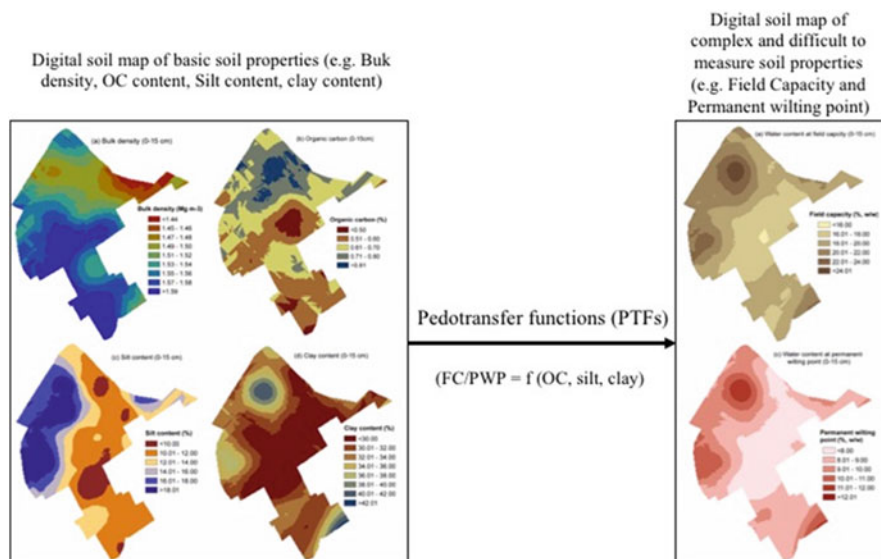 Digital soil map of basic soil properties (e.g. Buk
density, OC content, Silt content, clay content)
Digital soil map of
complex and difficult to
measure soil properties
(e.g. Field Capacity and
Permanent wilting point)
(a) Bulk density (0-15 cm)
Bulk density (Mg m-3)
<1.44
1.45 - 1.46
1.47 - 1.48
1.49 - 1.50
1.51 - 1.52
1.53 - 1.54
1.55 - 1.56
1.57 - 1.58
>1.59
(b) Organic carbon (0-15cm)
Organic carbon (%)
<0.50
0.51 - 0.60
0.61 - 0.70
0.71 - 0.80
>0.81
(c) Silt content (0-15 cm)
Silt content (%)
<10.00
10.01 - 12.00
12.01 - 14.00
14.01 - 16.00
16.01 - 18.00
>18.01
(d) Clay content (0-15 cm)
Clay content (%)
<30.00
30.01 - 32.00
32.01 - 34.00
34.01 - 36.00
36.01 - 38.00
38.01 - 40.00
40.01 - 42.00
>42.01
Pedotransfer functions (PTFs)
(FC/PWP = f (OC, silt, clay)
Water content at field capcity (0-15 cm)
Field capacity (%, w/w)
<18.00
18.01 - 19.00
19.01 - 20.00
20.01 - 22.00
22.01 - 24.00
>24.01
(c) Water content at permanent
wilting point (0-15 cm)
Permanent wilting
point (%, w/w)
<8.00
8.01 - 9.00
9.01 - 10.00
10.01 - 11.00
11.01 - 12.00
>12.01